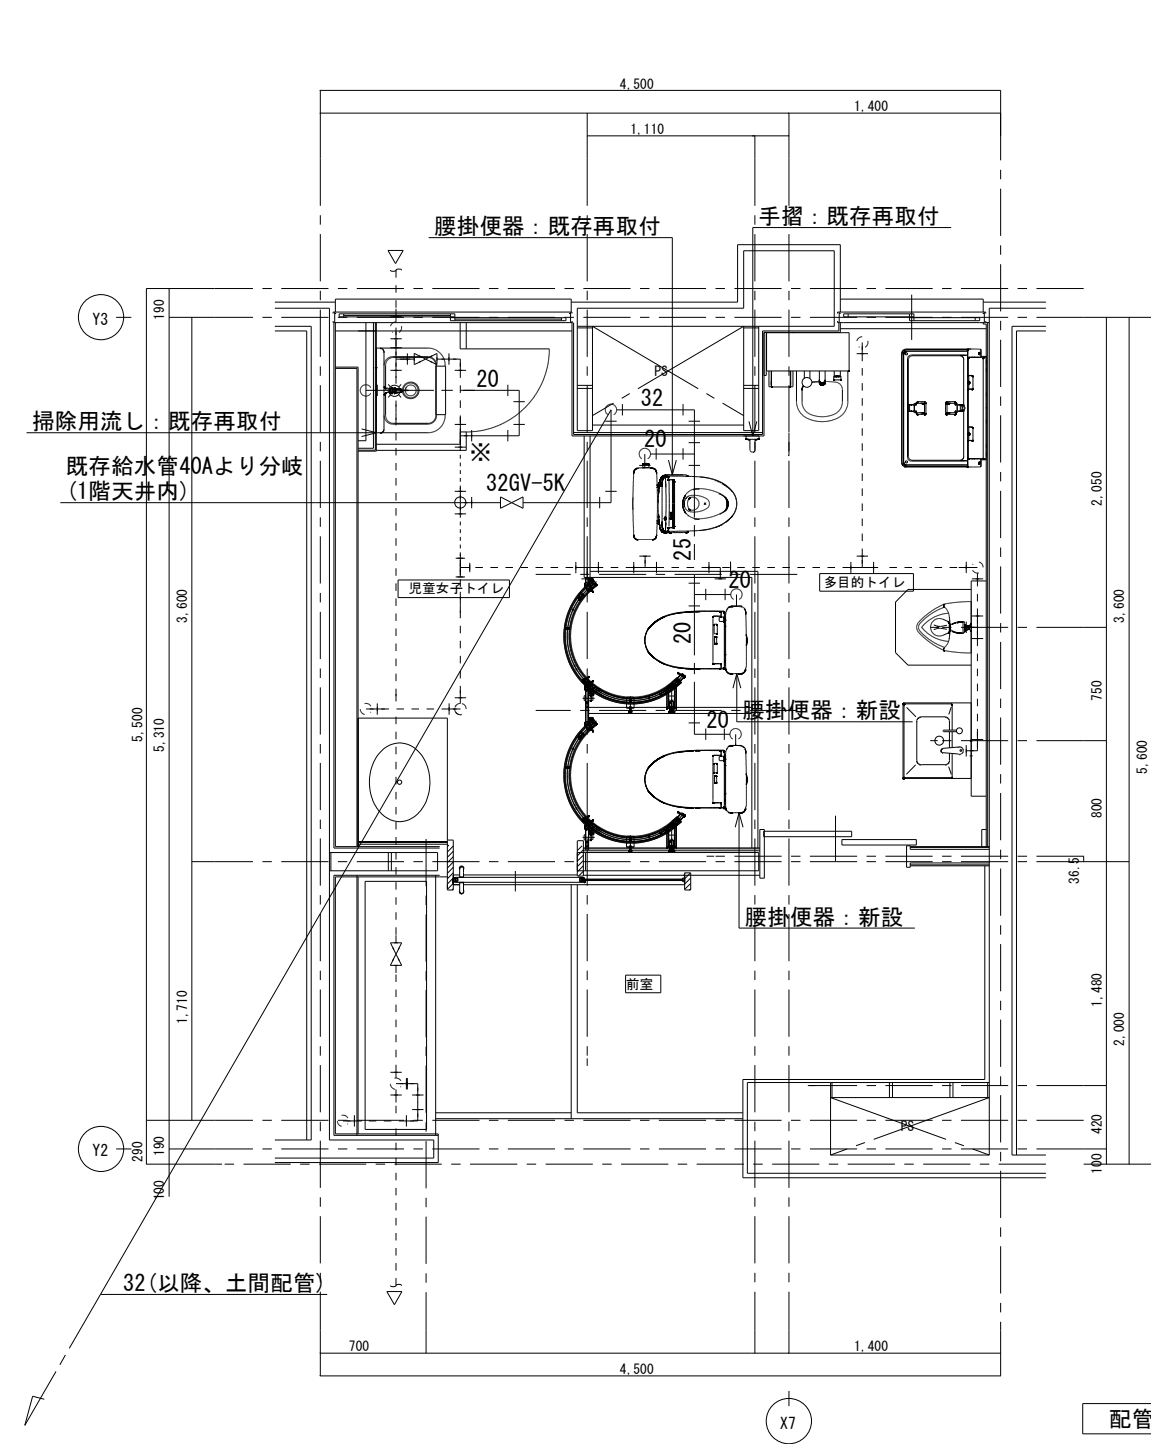 4,500
1,400
1,110
腰掛便器：既存再取付
手摺：既存再取付
190
Y3
PS
20
32
掃除用流し：既存再取付
20
※
既存給水管40Aより分岐
(1階天井内)
32GV-5K
2,050
25
児童女子トイレ
20
多目的トイレ
3,600
3,600
20
750
腰掛便器：新設
20
5,500
5,310
5,600
800
36.5
腰掛便器：新設
前室
1,710
1,480
2,000
PS
420
Y2
290
190
100
100
32(以降、土間配管)
700
1,400
4,500
X7
配管